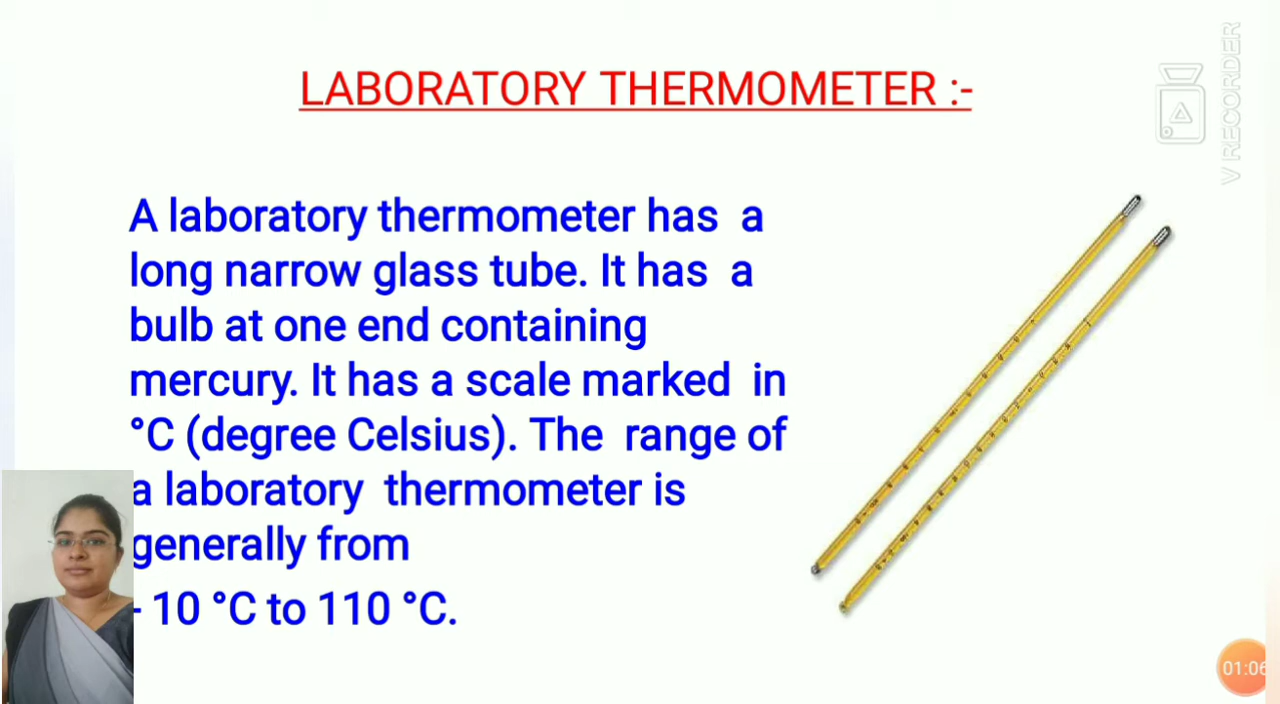 LABORATORY THERMOMETER :-
A laboratory thermometer has a
long narrow glass tube. It has a
bulb at one end containing
mercury. It has a scale marked in
°C (degree Celsius). The range of
a laboratory thermometer is
generally from
- 10 °C to 110 °C.
V RECORDER
01:06